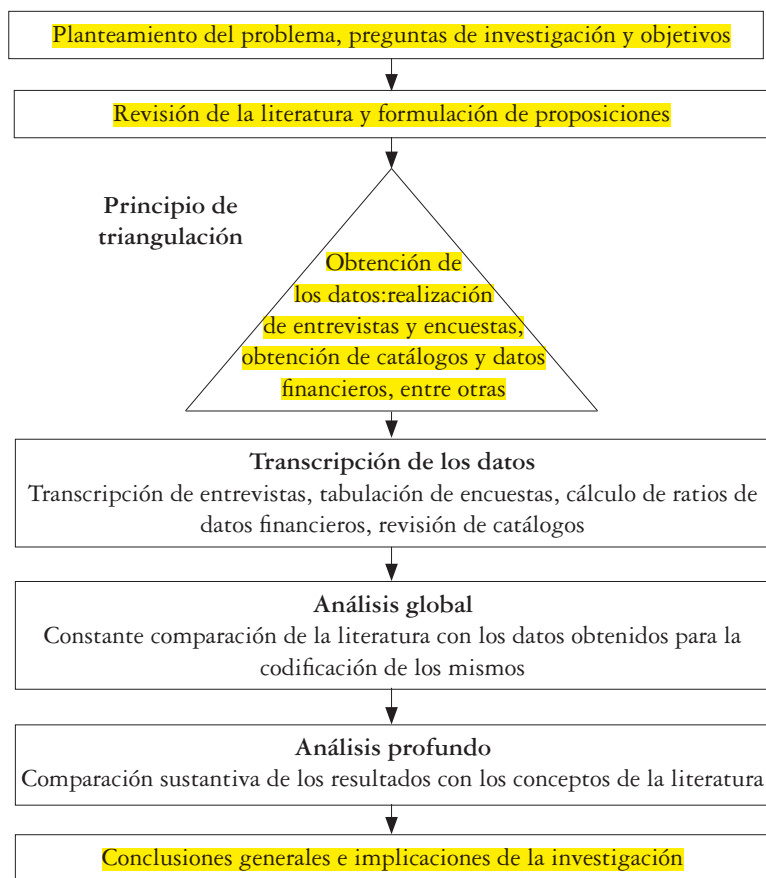 Planteamiento del problema, preguntas de investigación y objetivos
Revisión de la literatura y formulación de proposiciones
Principio de
triangulación
Obtención de
los datos:realización
de entrevistas y encuestas,
obtención de catálogos y datos
financieros, entre otras
Transcripción de los datos
Transcripción de entrevistas, tabulación de encuestas, cálculo de ratios de
datos financieros, revisión de catálogos
Análisis global
Constante comparación de la literatura con los datos obtenidos para la
codificación de los mismos
Análisis profundo
Comparación sustantiva de los resultados con los conceptos de la literatura
Conclusiones generales e implicaciones de la investigación